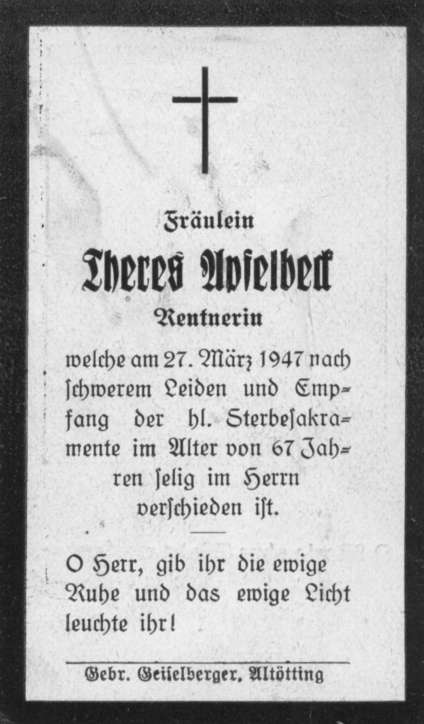 Fräulein
Theres Apfelbeck
Rentnerin
welche am 27. März 1947 nach
schwerem Leiden und Emp-
fang der hl. Sterbesakra-
mente im Alter von 67 Jah-
ren selig im Herrn
verschieden ist.
O Herr, gib ihr die ewige
Ruhe und das ewige Licht
leuchte ihr!
Gebr. Geiselberger, Altötting